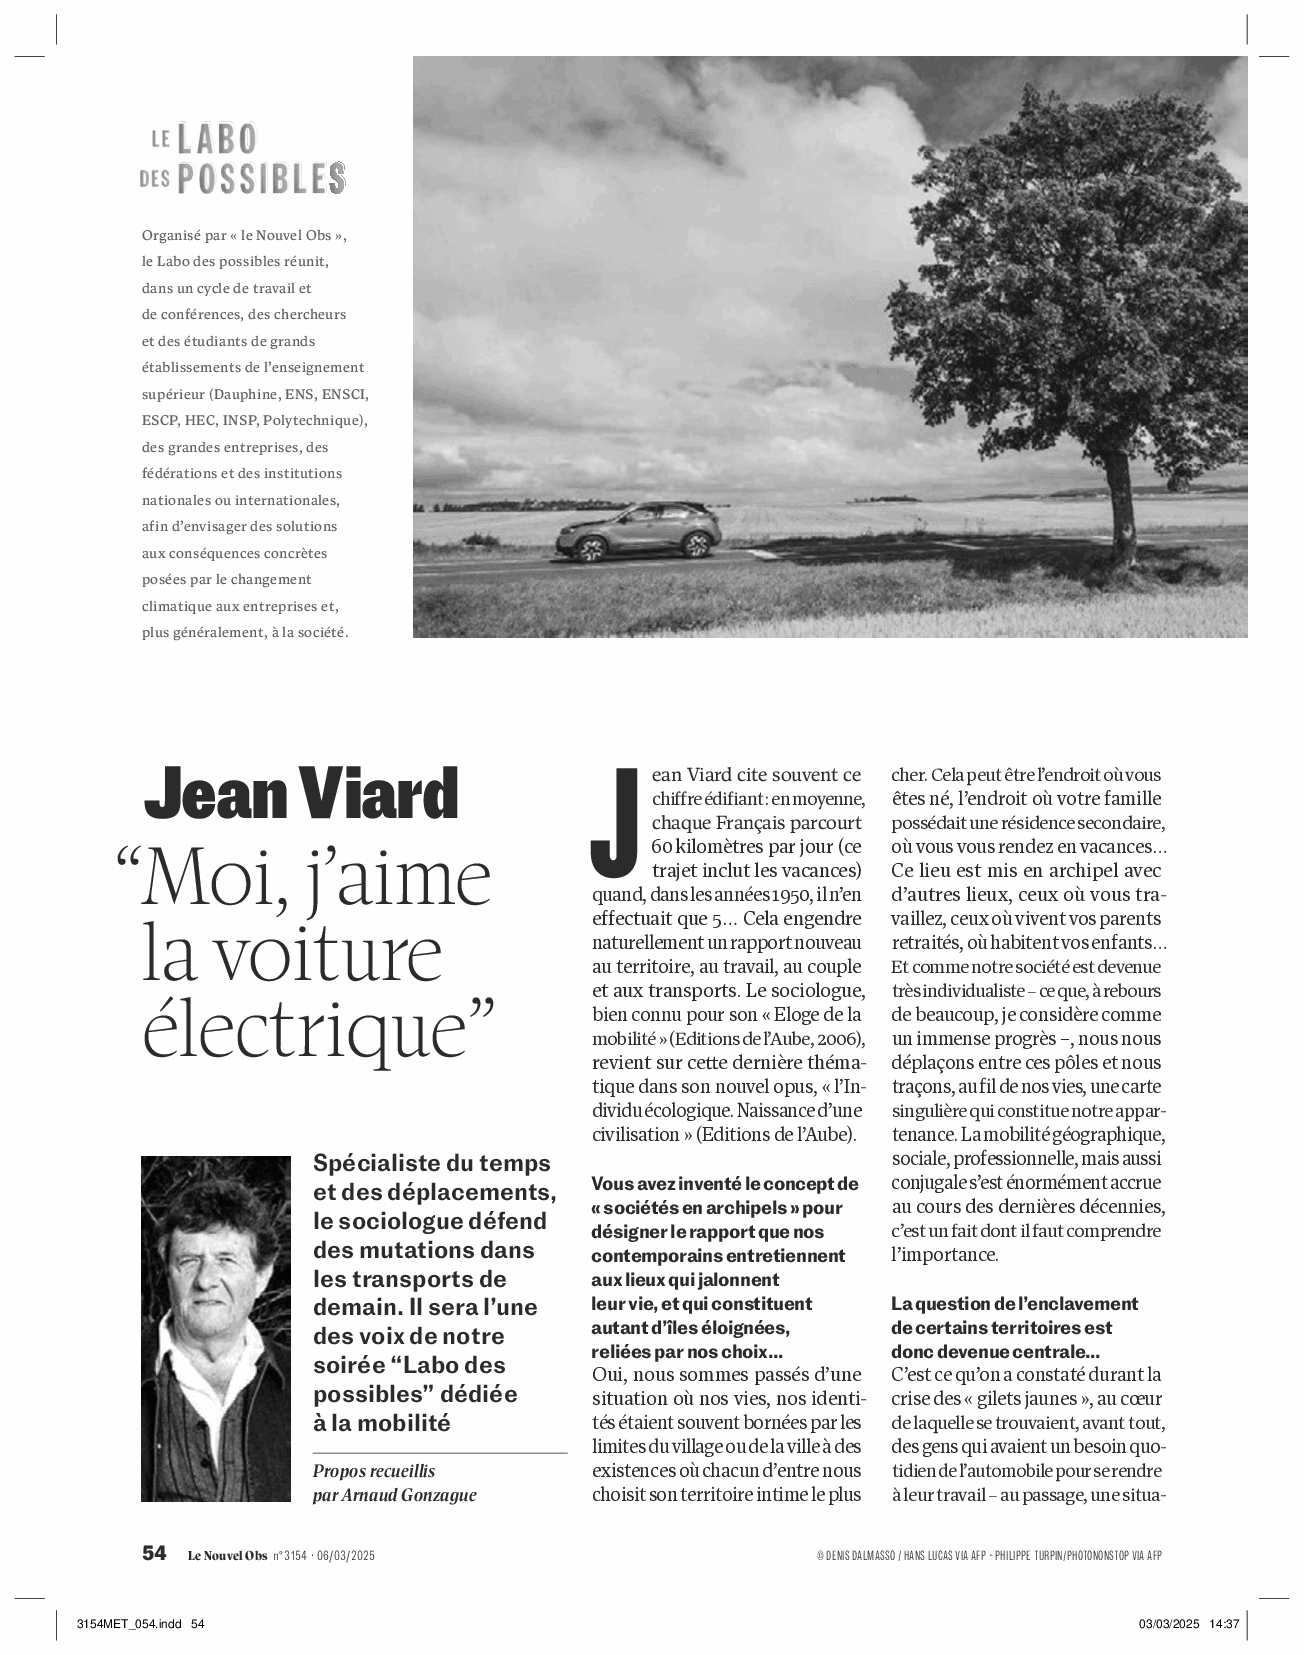 LE LABO
DES POSSIBLES
Organisé par « le Nouvel Obs »,
le Labo des possibles réunit,
dans un cycle de travail et
de conférences, des chercheurs
et des étudiants de grands
établissements de l’enseignement
supérieur (Dauphine, ENS, ENSCI,
ESCP, HEC, INSP, Polytechnique),
des grandes entreprises, des
fédérations et des institutions
nationales ou internationales,
afin d’envisager des solutions
aux conséquences concrètes
posées par le changement
climatique aux entreprises et,
plus généralement, à la société.
Jean Viard
“Moi, j’aime
la voiture
électrique”
Spécialiste du temps
et des déplacements,
le sociologue défend
des mutations dans
les transports de
demain. Il sera l’une
des voix de notre
soirée “Labo des
possibles” dédiée
à la mobilité
Propos recueillis
par Arnaud Gonzague
Jean Viard cite souvent ce
chiffre édifiant : en moyenne,
chaque Français parcourt
60 kilomètres par jour (ce
trajet inclut les vacances)
quand, dans les années 1950, il n’en
effectuait que 5… Cela engendre
naturellement un rapport nouveau
au territoire, au travail, au couple
et aux transports. Le sociologue,
bien connu pour son « Eloge de la
mobilité » (Editions de l’Aube, 2006),
revient sur cette dernière théma-
tique dans son nouvel opus, « l’In-
dividu écologique. Naissance d’une
civilisation » (Editions de l’Aube).
Vous avez inventé le concept de
« sociétés en archipels » pour
désigner le rapport que nos
contemporains entretiennent
aux lieux qui jalonnent
leur vie, et qui constituent
autant d’îles éloignées,
reliées par nos choix…
Oui, nous sommes passés d’une
situation où nos vies, nos identi-
tés étaient souvent bornées par les
limites du village ou de la ville à des
existences où chacun d’entre nous
choisit son territoire intime le plus
cher. Cela peut être l’endroit où vous
êtes né, l’endroit où votre famille
possédait une résidence secondaire,
où vous vous rendez en vacances…
Ce lieu est mis en archipel avec
d’autres lieux, ceux où vous tra-
vaillez, ceux où vivent vos parents
retraités, où habitent vos enfants…
Et comme notre société est devenue
très individualiste – ce que, à rebours
de beaucoup, je considère comme
un immense progrès –, nous nous
déplaçons entre ces pôles et nous
traçons, au fil de nos vies, une carte
singulière qui constitue notre appar-
tenance. La mobilité géographique,
sociale, professionnelle, mais aussi
conjugale s’est énormément accrue
au cours des dernières décennies,
c’est un fait dont il faut comprendre
l’importance.
La question de l’enclavement
de certains territoires est
donc devenue centrale…
C’est ce qu’on a constaté durant la
crise des « gilets jaunes », au cœur
de laquelle se trouvaient, avant tout,
des gens qui avaient un besoin quo-
tidien de l’automobile pour se rendre
à leur travail – au passage, une situa-
54 Le Nouvel Obs n° 3154 · 06/03/2025
© DENIS DALMASSO / HANS LUCAS VIA AFP - PHILIPPE TURPIN/PHOTONONSTOP VIA AFP
3154MET_054.indd 54
03/03/2025 14:37